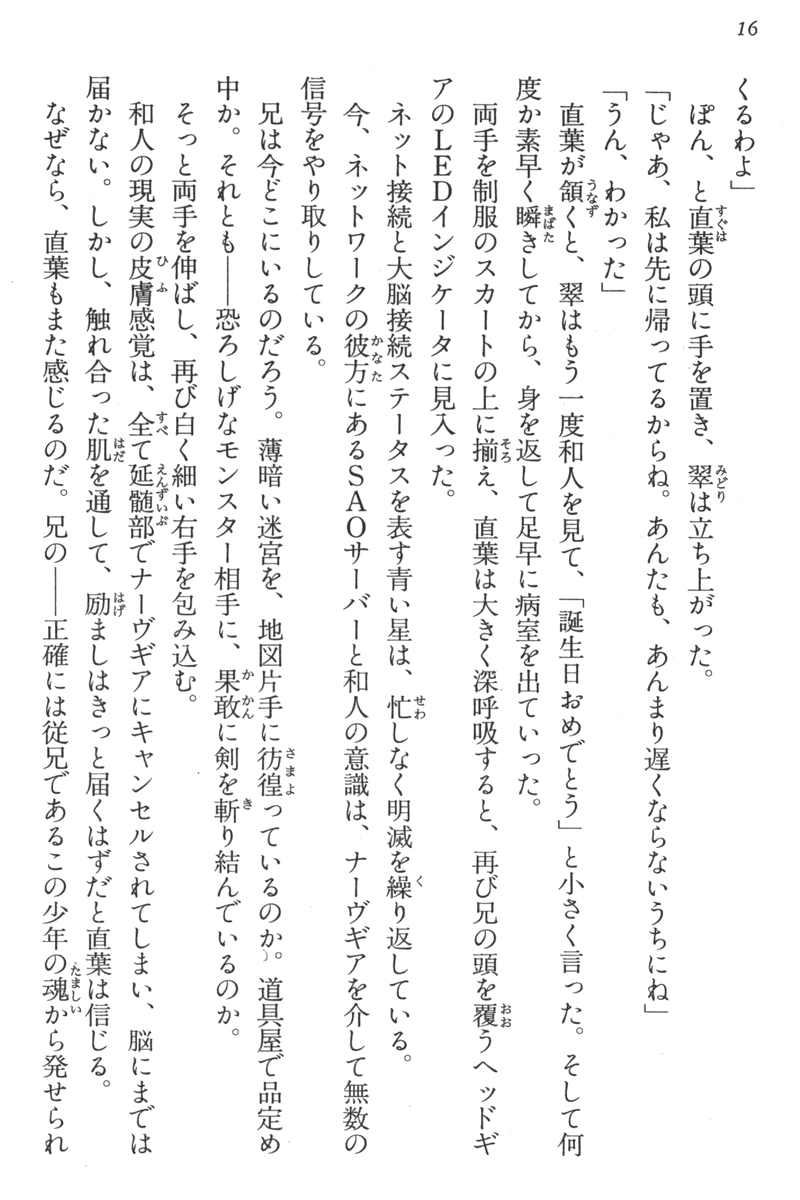 16
くるわよ」
ぽん、と直葉の頭に手を置き、翠は立ち上がった。
「じゃあ、私は先に帰ってるからね。あんたも、あんまり遅くならないうちにね」
「うん、わかった」
直葉が頷くと、翠はもう一度和人を見て、「誕生日おめでとう」と小さく言った。そして何
度か素早く瞬きしてから、身を返して足早に病室を出ていった。
両手を制服のスカートの上に揃え、直葉は大きく深呼吸すると、再び兄の頭を覆うヘッドギ
アのLEDインジケータに見入った。
ネット接続と大脳接続ステータスを表す青い星は、忙しなく明滅を繰り返している。
今、ネットワークの彼方にあるSAOサーバーと和人の意識は、ナーヴギアを介して無数の
信号をやり取りしている。
兄は今どこにいるのだろう。薄暗い迷宮を、地図片手に彷徨っているのか。道具屋で品定め
中か。それとも――恐ろしげなモンスター相手に、果敢に剣を斬り結んでいるのか。
そっと両手を伸ばし、再び白く細い右手を包み込む。
和人の現実の皮膚感覚は、全て延髄部でナーヴギアにキャンセルされてしまい、脳にまでは
届かない。しかし、触れ合った肌を通して、励ましはきっと届くはずだと直葉は信じる。
なぜなら、直葉もまた感じるのだ。兄の――正確には従兄であるこの少年の魂から発せられ